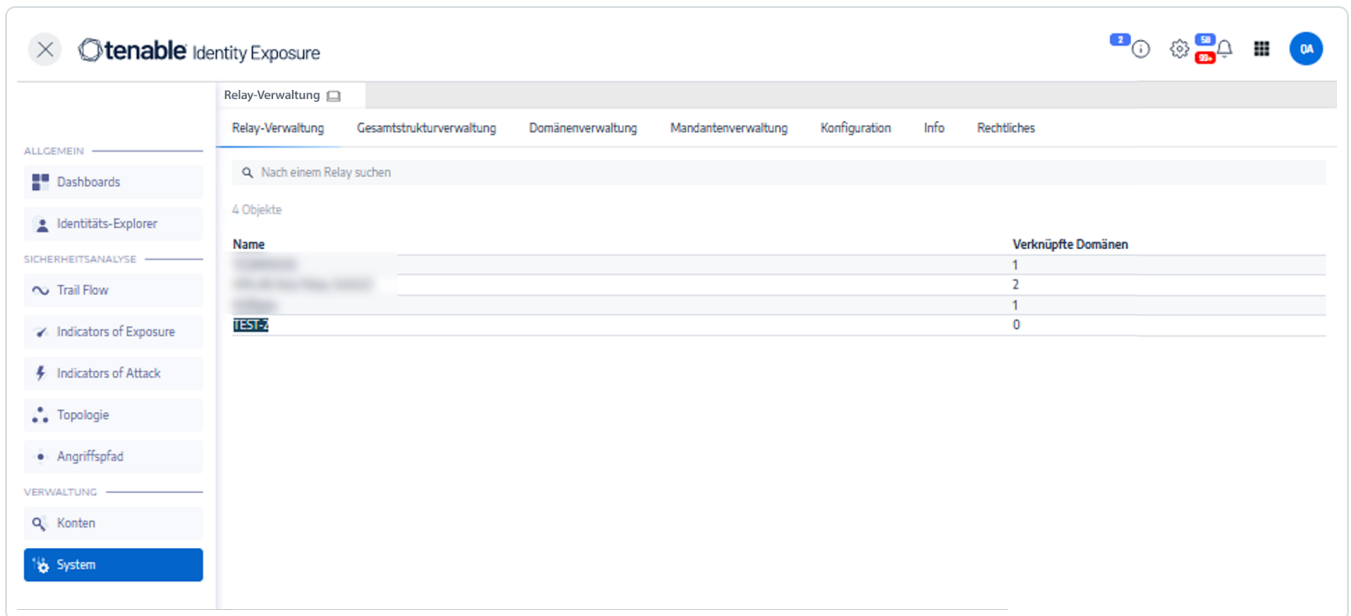 tenable Identity Exposure
2
58
99+
QA
Relay-Verwaltung
Relay-Verwaltung Gesamtstrukturverwaltung Domänenverwaltung Mandantenverwaltung Konfiguration Info Rechtliches
ALLGEMEIN
Dashboards
Identitäts-Explorer
SICHERHEITSANALYSE
Trail Flow
Indicators of Exposure
Indicators of Attack
Topologie
Angriffspfad
VERWALTUNG
Konten
System
Nach einem Relay suchen
4 Objekte
Name Verknüpfte Domänen
1
2
1
TEST-2 0